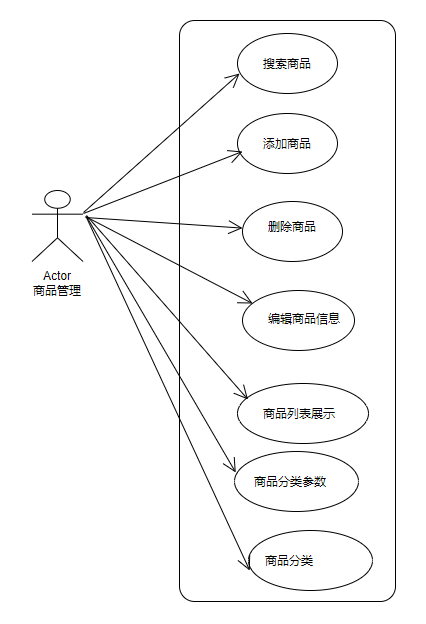 搜索商品
添加商品
删除商品
Actor
商品管理
编辑商品信息
商品列表展示
商品分类参数
商品分类